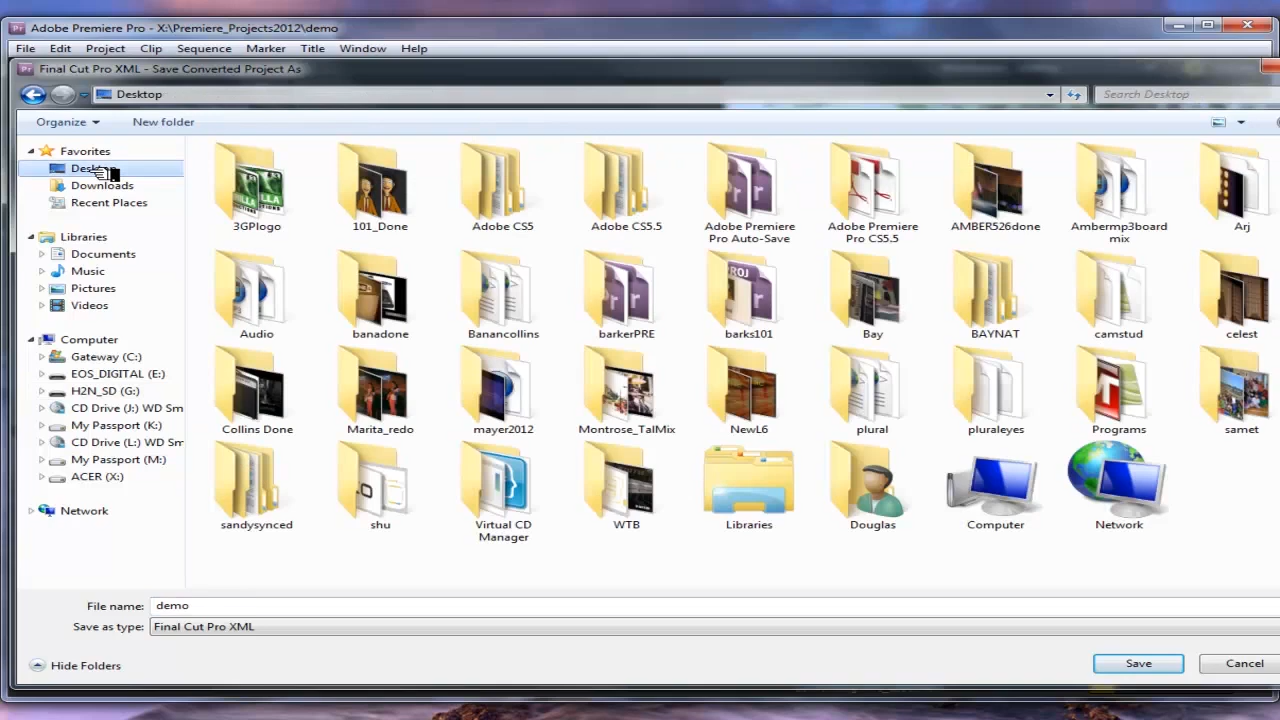 Adobe Premiere Pro - X:\Premiere_Projects2012\demo
File Edit Project Clip Sequence Marker Title Window Help
Final Cut Pro XML - Save Converted Project As
Desktop
Search Desktop
Organize New folder
Favorites
Downloads
Recent Places
Libraries
Documents
Music
Pictures
Videos
Computer
Gateway (C:)
EOS_DIGITAL (E:)
H2N_SD (G:)
CD Drive (J:) WD Sm
My Passport (K:)
CD Drive (L:) WD Sm
My Passport (M:)
ACER (X:)
Network
3GPlogo 101_Done Adobe CS5 Adobe CS5.5 Adobe Premiere Pro Auto-Save Adobe Premiere Pro CS5.5 AMBER526done Ambermp3board mix Arj
Audio banadone Banancollins barkerPRE barks101 Bay BAYNAT camstud celest
Collins Done Marita_redo mayer2012 Montrose_TalMix NewL6 plural pluraleyes Programs samet
sandysynced shu Virtual CD Manager WTB Libraries Douglas Computer Network
File name: demo
Save as type: Final Cut Pro XML
Hide Folders
Save Cancel